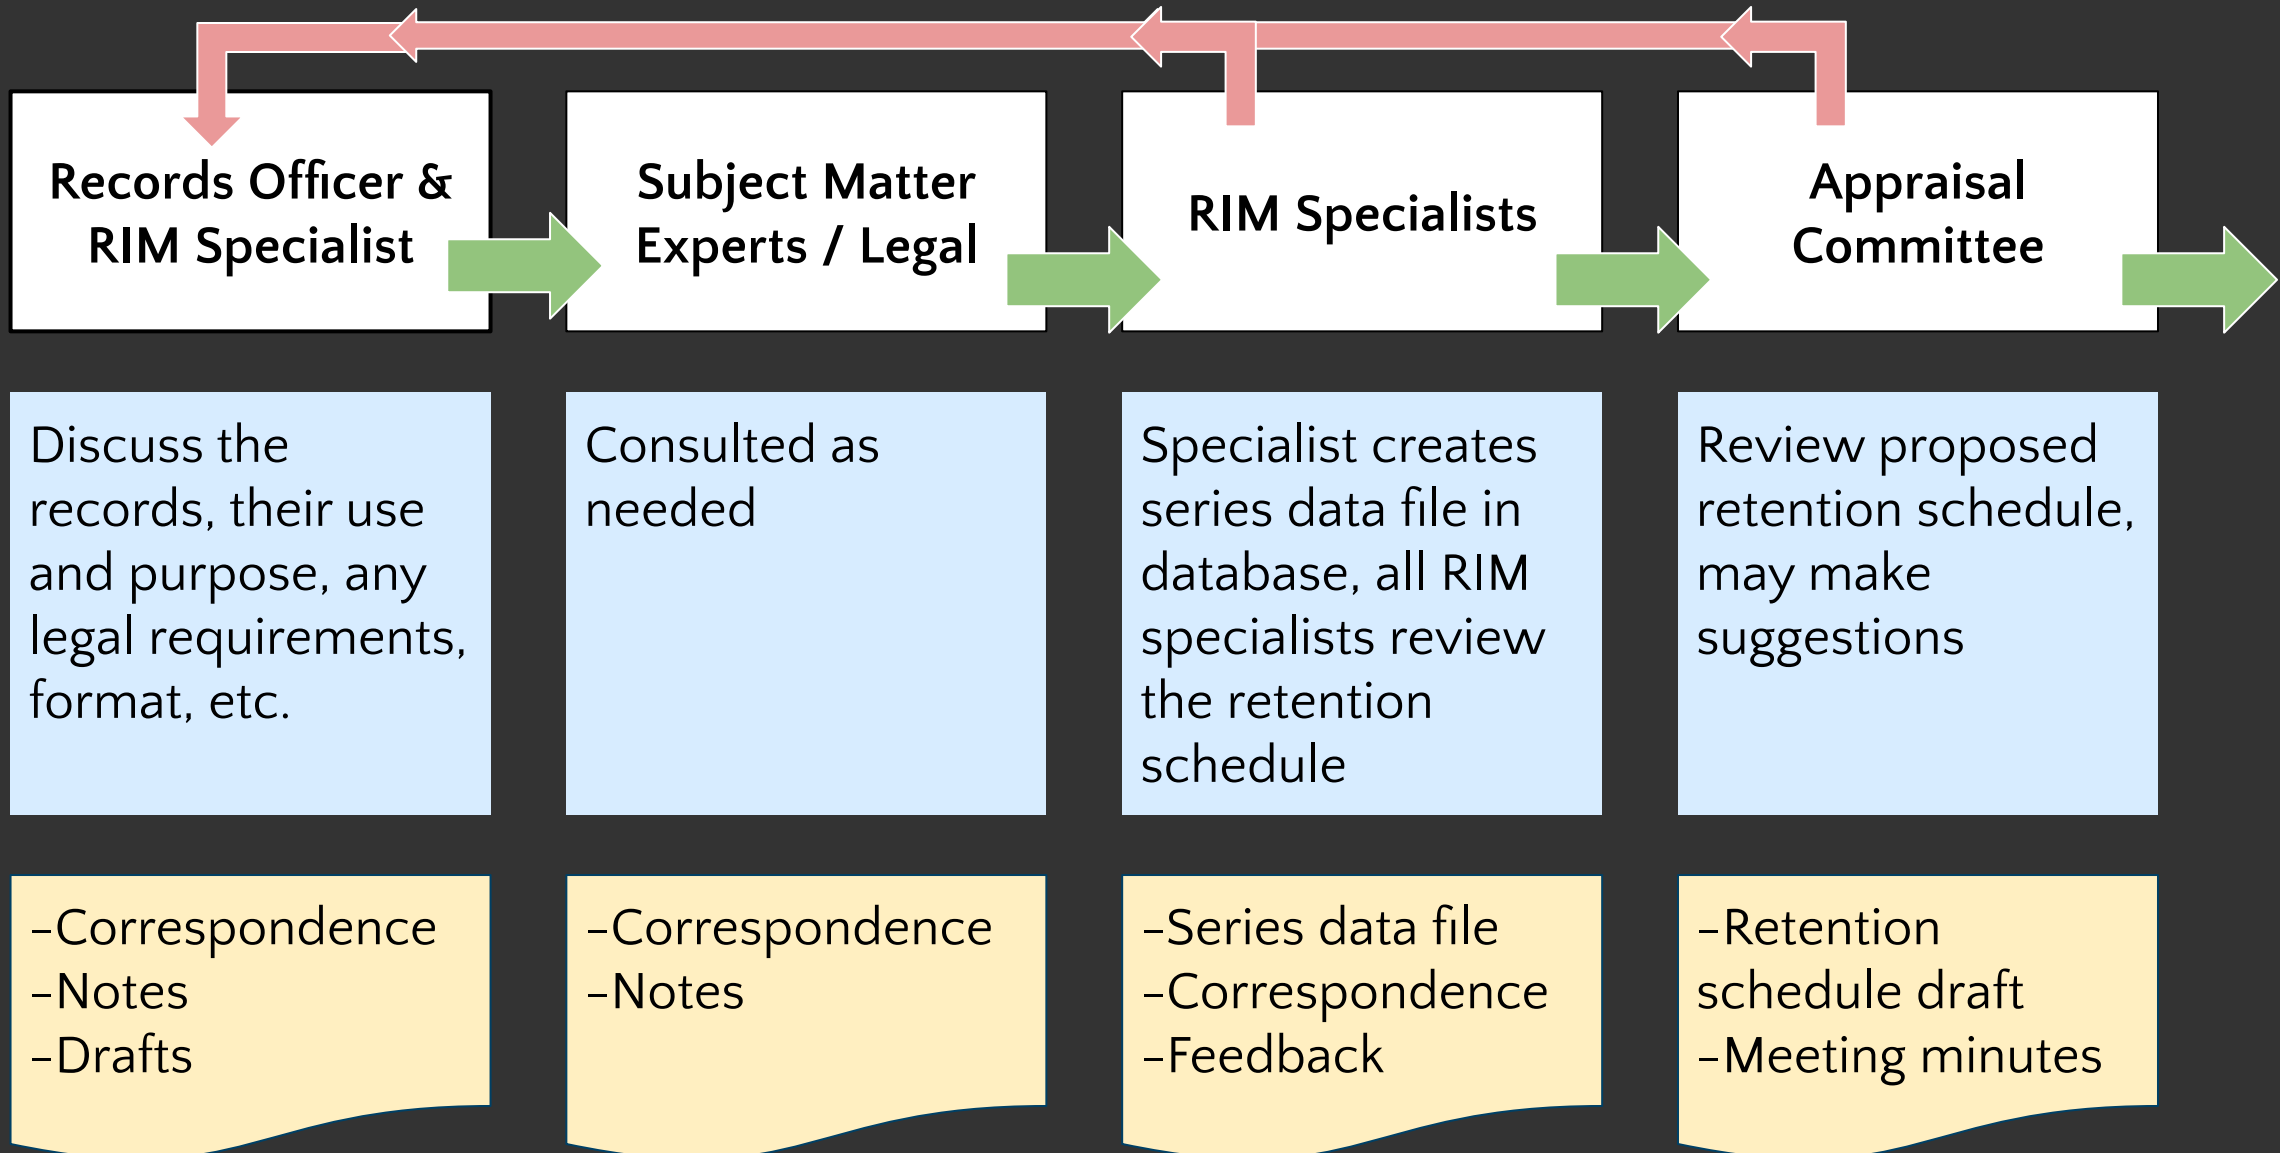 Records Officer &
RIM Specialist
Subject Matter
Experts / Legal
RIM Specialists
Appraisal
Committee
Discuss the
records, their use
and purpose, any
legal requirements,
format, etc.
Consulted as
needed
Specialist creates
series data file in
database, all RIM
specialists review
the retention
schedule
Review proposed
retention schedule,
may make
suggestions
-Correspondence
-Notes
-Drafts
-Correspondence
-Notes
-Series data file
-Correspondence
-Feedback
-Retention
schedule draft
-Meeting minutes